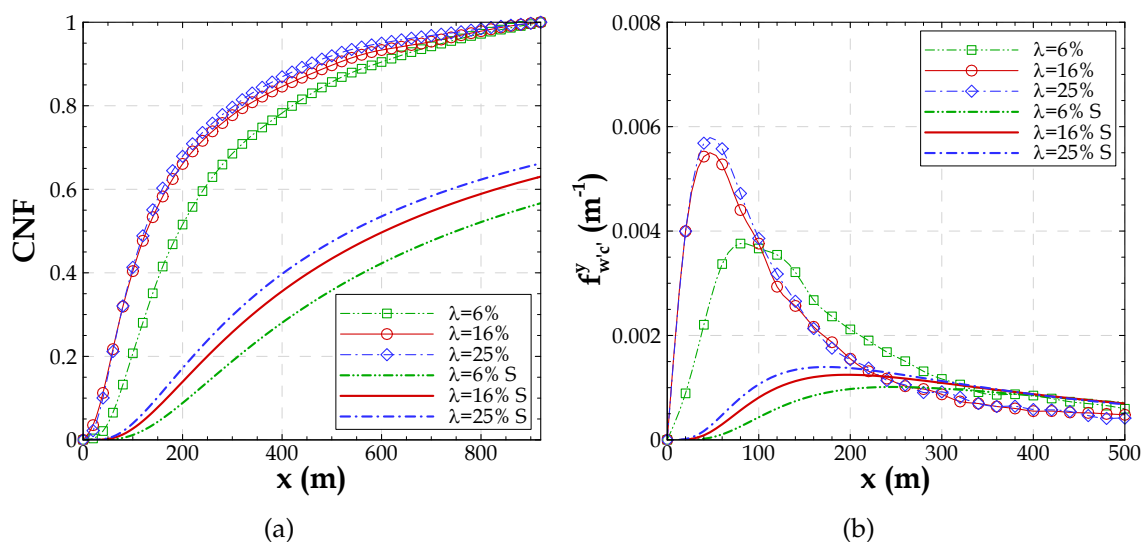 CNF
1
0.8
0.6
0.4
0.2
0
0 200 400 600 800
x (m)
λ=6%
λ=16%
λ=25%
λ=6% S
λ=16% S
λ=25% S
(a)
f^y_{w'c'} (m^-1)
0.008
0.006
0.004
0.002
0
0 100 200 300 400 500
x (m)
λ=6%
λ=16%
λ=25%
λ=6% S
λ=16% S
λ=25% S
(b)